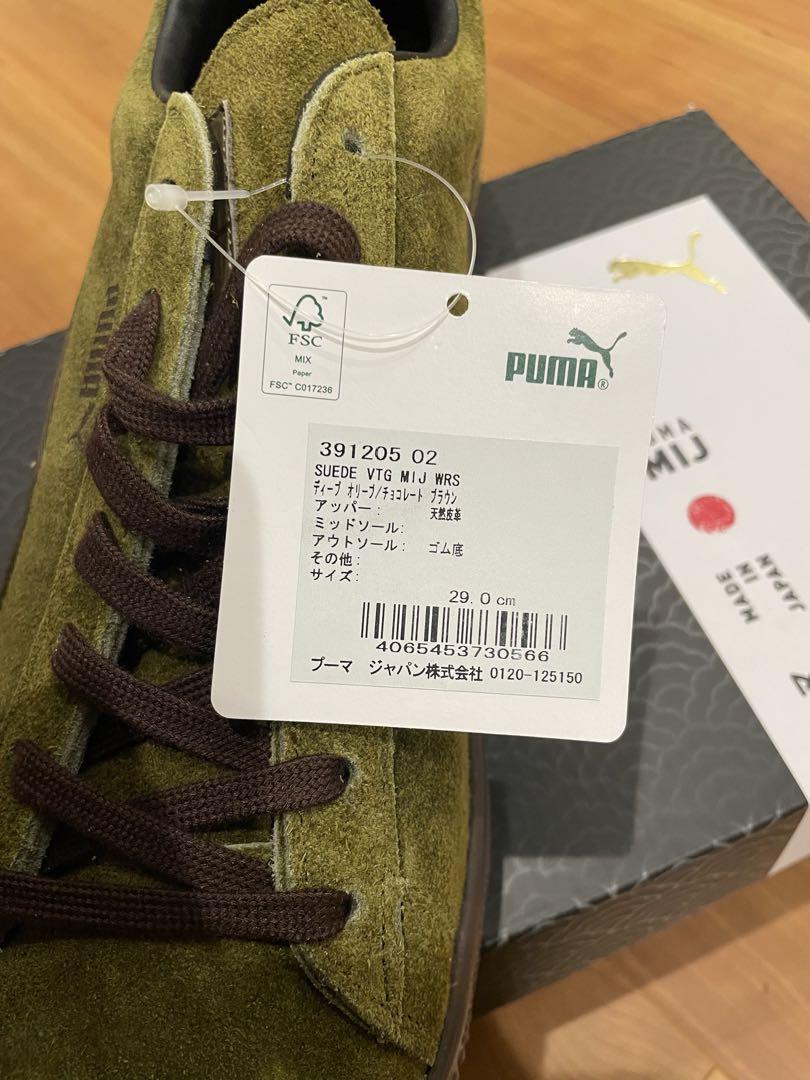 FSC™
MIX
Paper
FSC™ C017236
PUMA®
391205 02
SUEDE VTG MIJ WRS
ディープ オリーブ/チョコレート ブラウン
アッパー: 天然皮革
ミッドソール:
アウトソール: ゴム底
その他:
サイズ:
29.0 cm
4065453730566
プーマ ジャパン株式会社 0120-125150
MIJ
MADE
IN
JAPAN